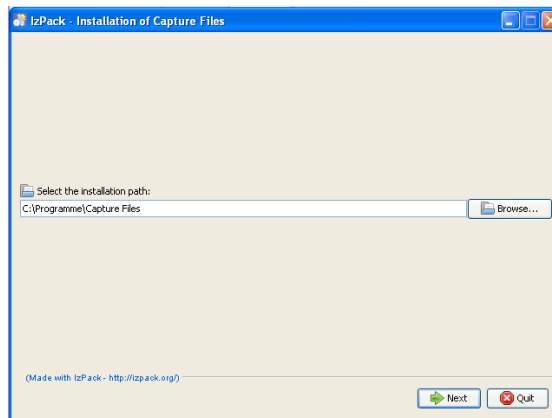 IzPack - Installation of Capture Files
Select the installation path:
C:\Programme\Capture Files
Browse...
(Made with IzPack - http://izpack.org/)
Next
Quit